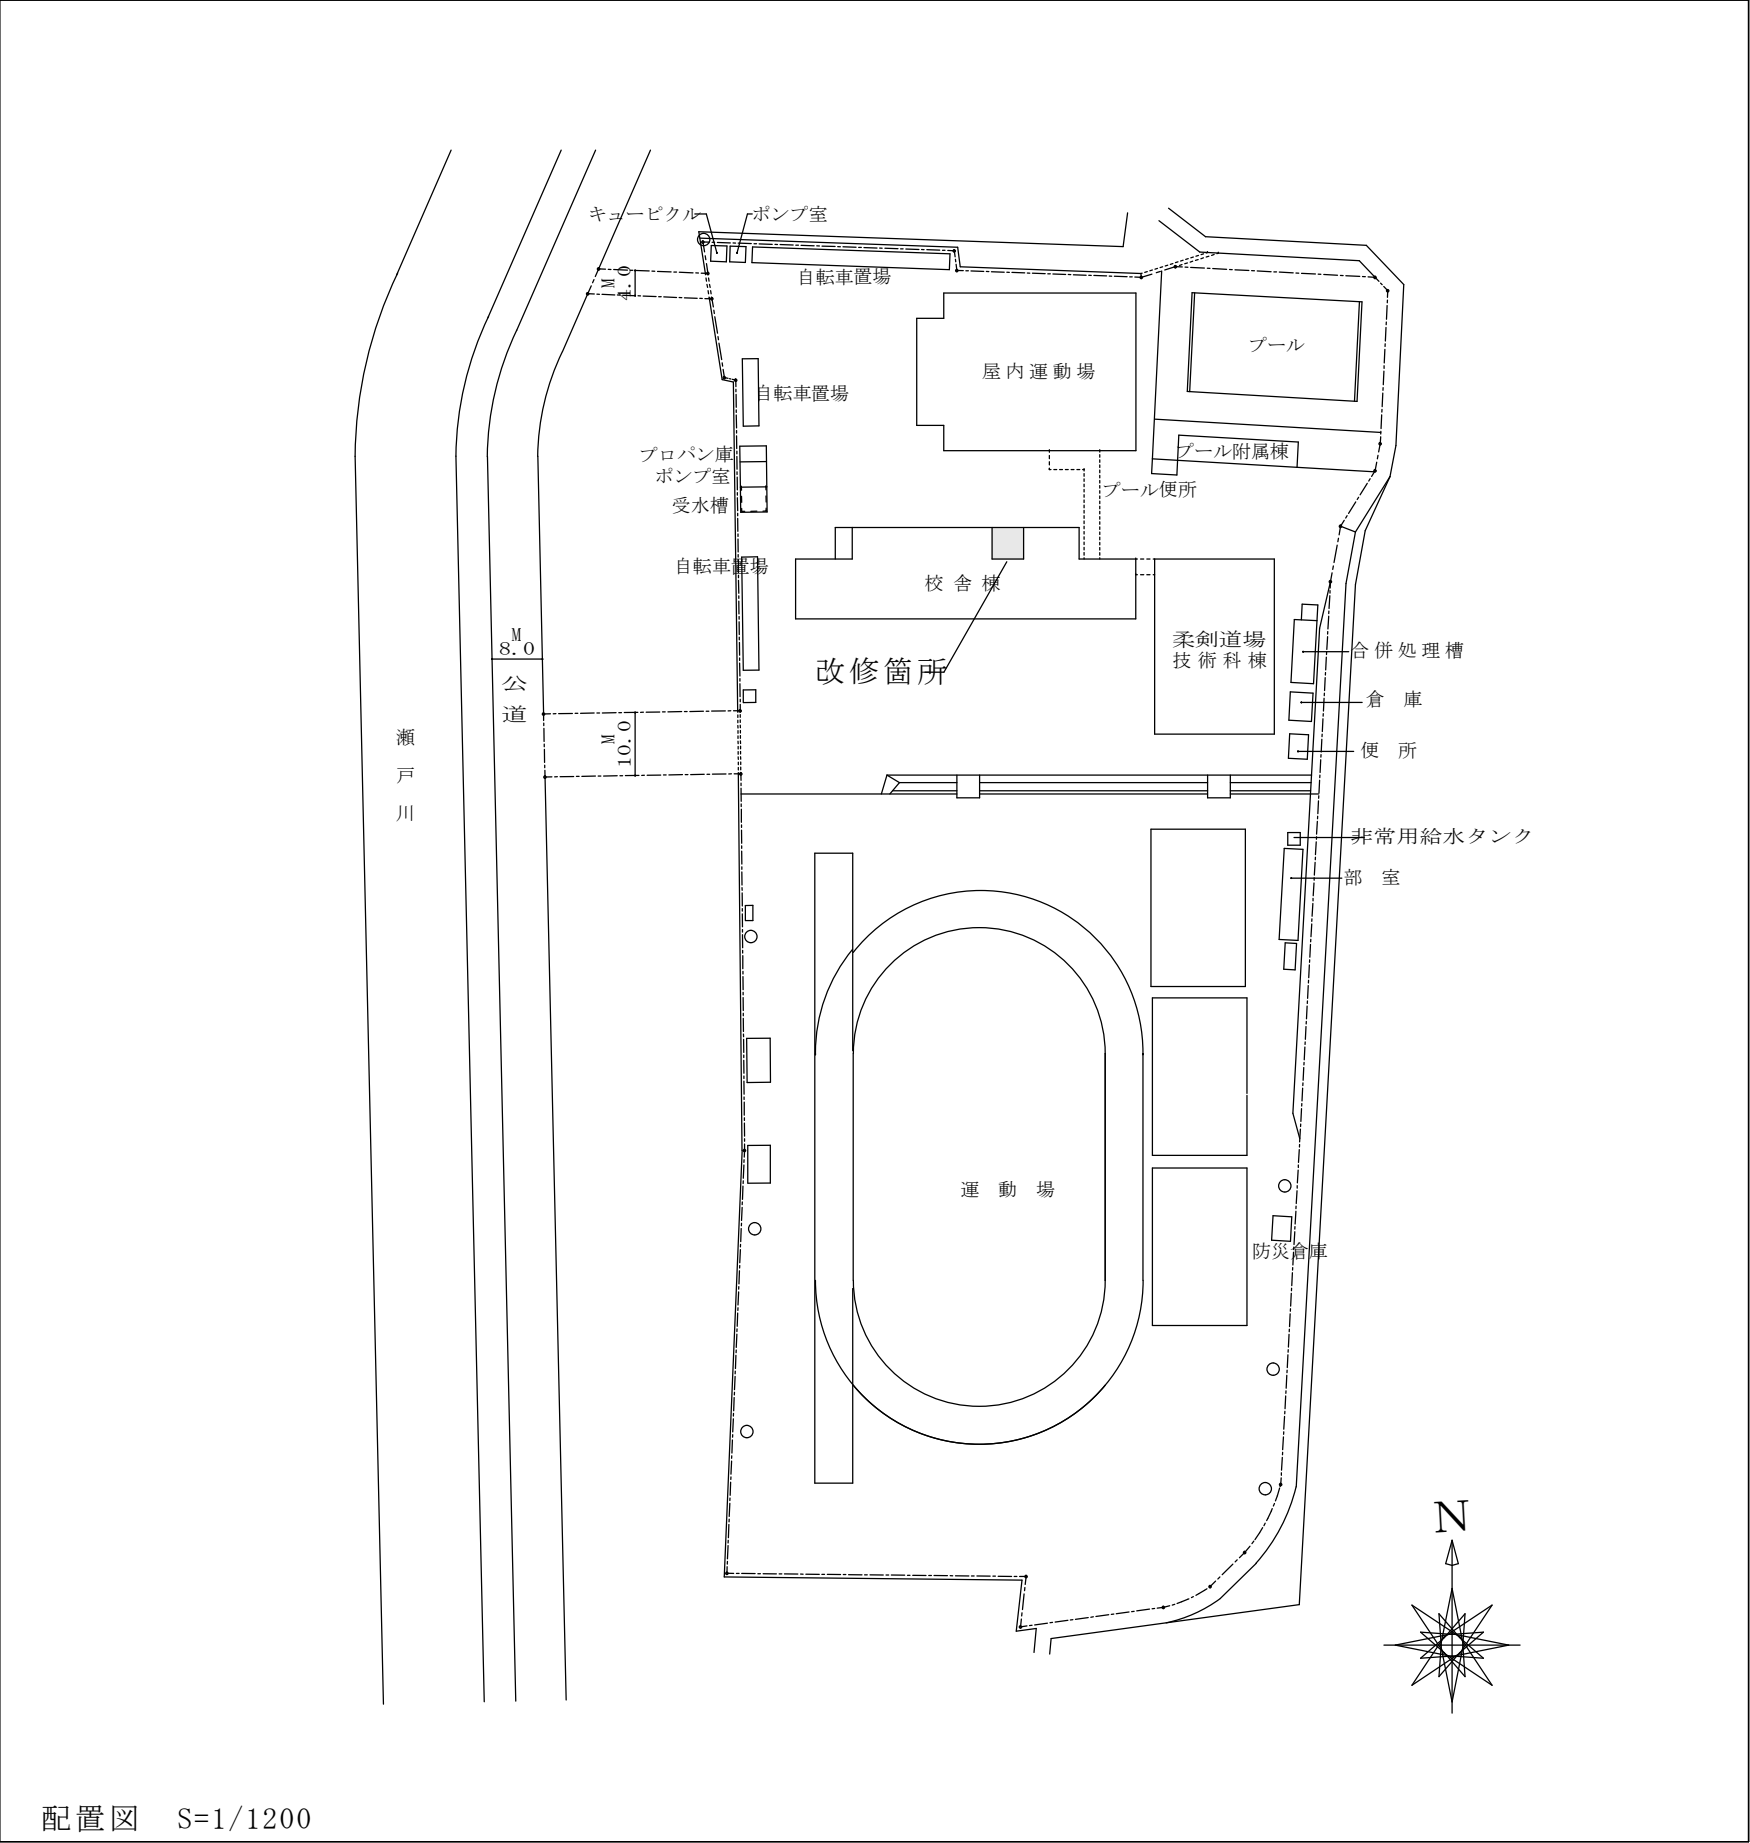 キューピクル
ポンプ室
自転車置場
M
4.0
プール
屋内運動場
自転車置場
プロパン庫
ポンプ室
受水槽
プール附属棟
プール便所
自転車置場
校舎棟
改修箇所
柔剣道場
技術科棟
合併処理槽
倉庫
便所
M
8.0
公道
M
10.0
瀬戸川
非常用給水タンク
部室
運動場
防災倉庫
N
配置図 S=1/1200